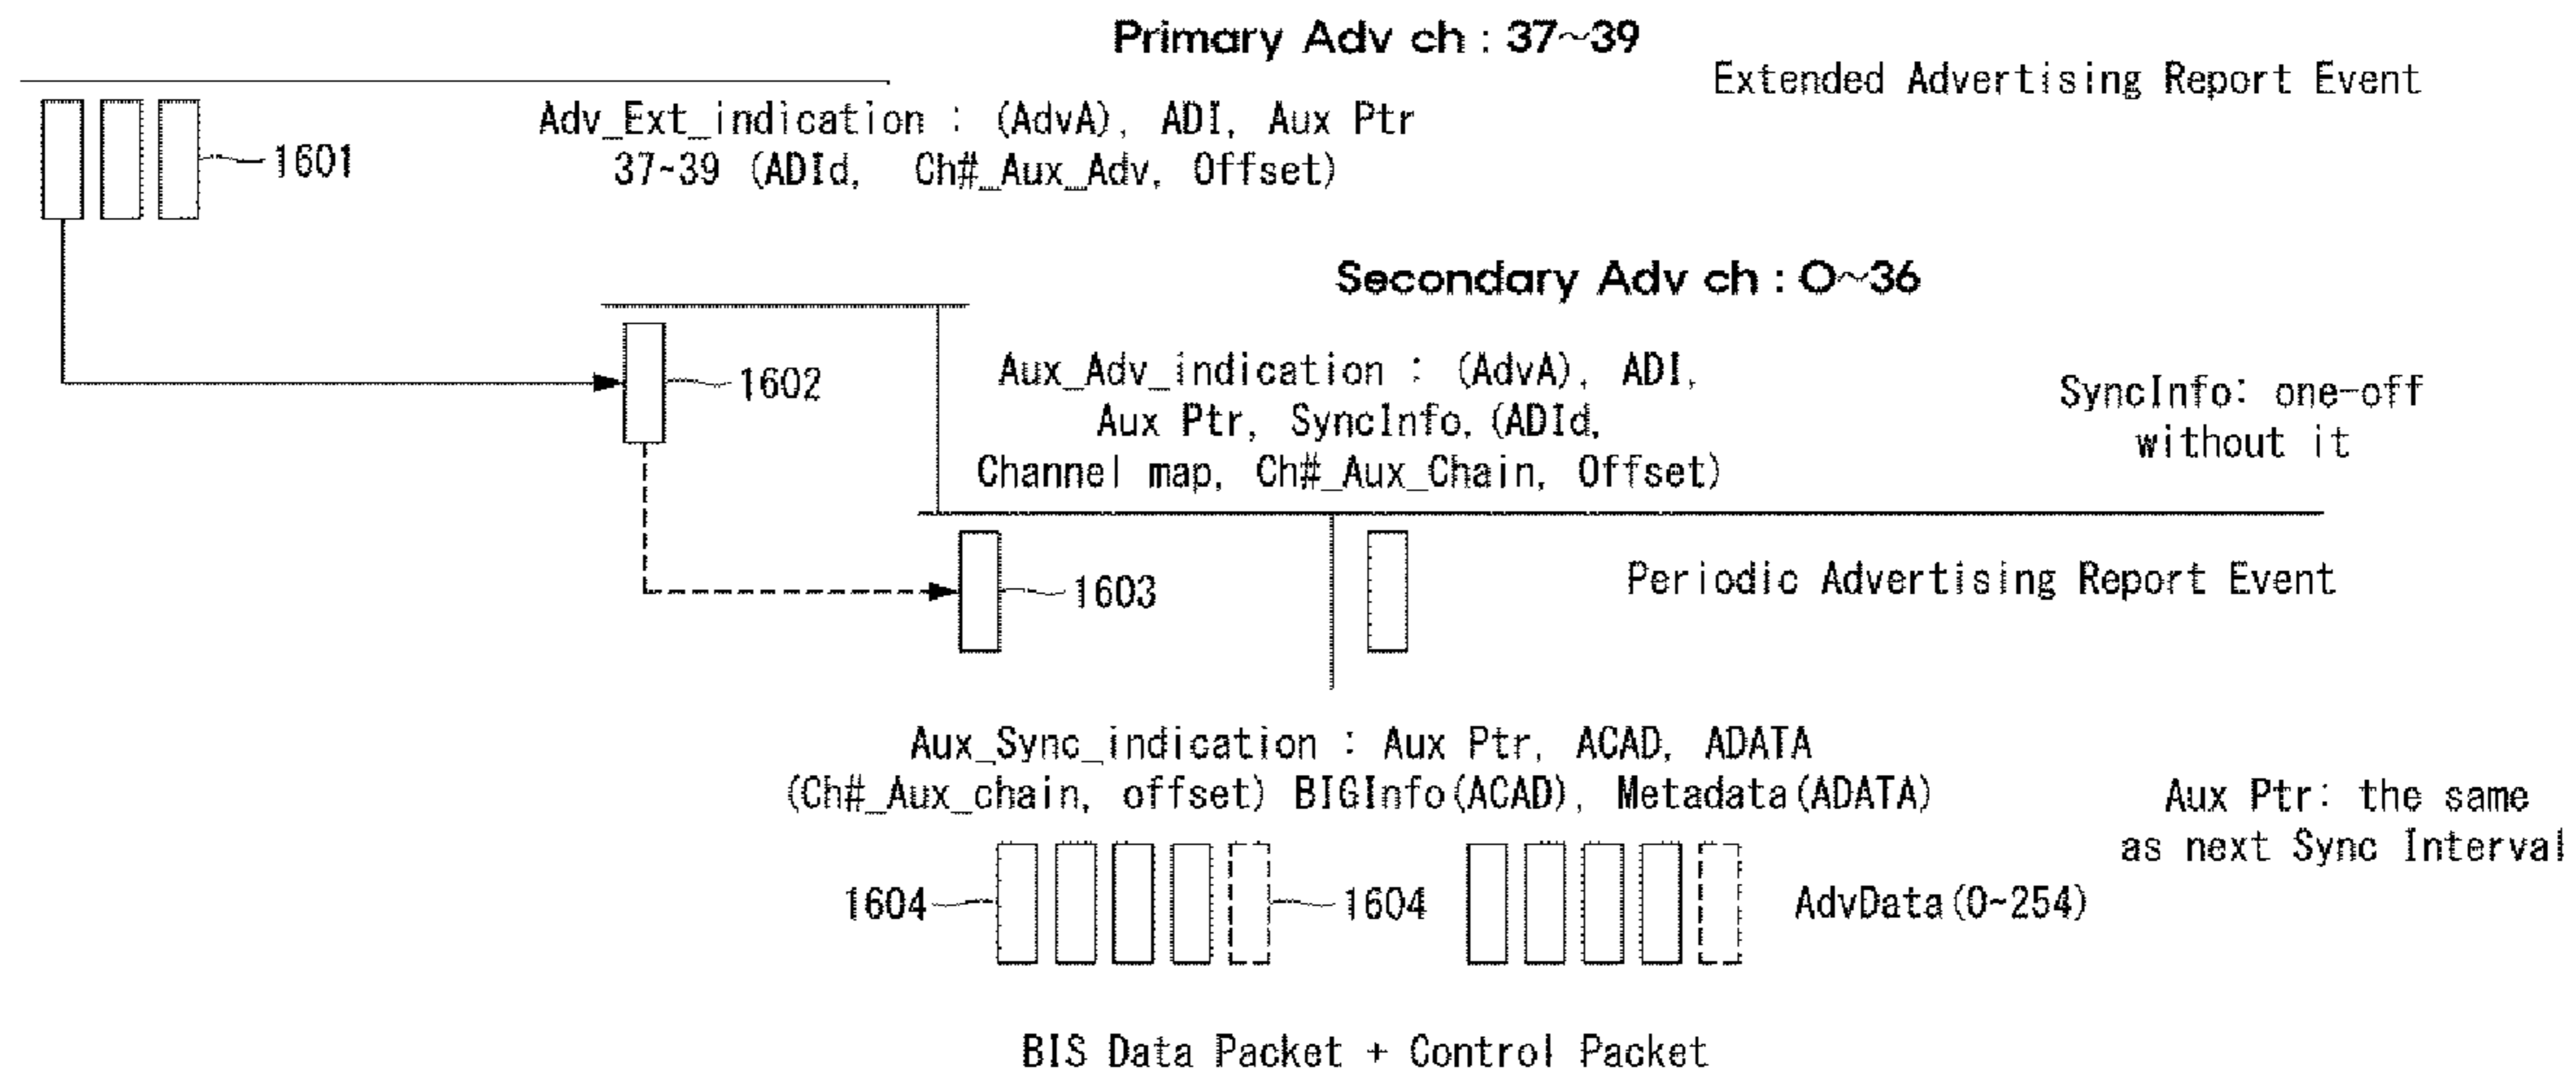 Primary Adv ch : 37~39
Extended Advertising Report Event
Adv_Ext_indication : (AdvA), ADI, Aux Ptr
37~39 (ADId, Ch#_Aux_Adv, Offset)
1601
Secondary Adv ch : 0~36
1602
Aux_Adv_indication : (AdvA), ADI,
Aux Ptr, SyncInfo, (ADId,
Channel map, Ch#_Aux_Chain, Offset)
SyncInfo: one-off
without it
1603
Periodic Advertising Report Event
Aux_Sync_indication : Aux Ptr, ACAD, ADATA
(Ch#_Aux_chain, offset) BIGInfo(ACAD), Metadata(ADATA)
Aux Ptr: the same
as next Sync Interval
1604
1604
AdvData(0~254)
BIS Data Packet + Control Packet